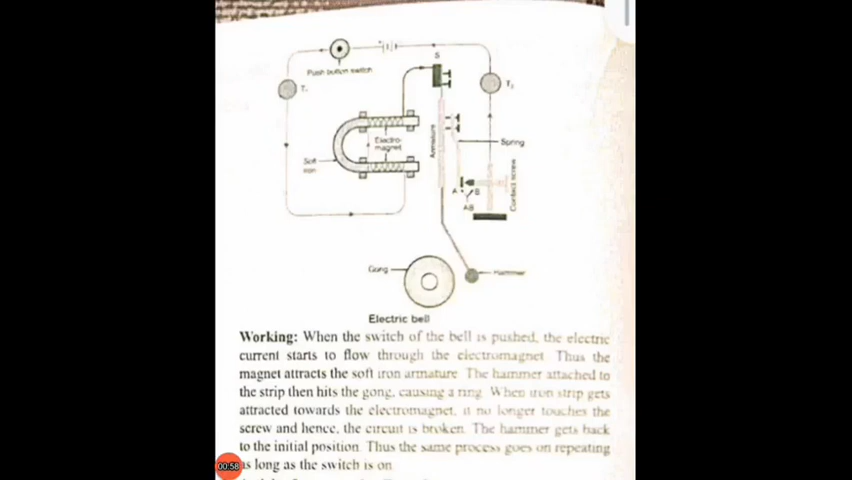 S
Push button switch
T₁
T₂
Electro-
magnet
Armature
Spring
Soft
iron
A
B
AB
Contact screw
Gong
Hammer
Electric bell
Working: When the switch of the bell is pushed, the electric
current starts to flow through the electromagnet. Thus the
magnet attracts the soft iron armature. The hammer attached to
the strip then hits the gong, causing a ring. When iron strip gets
attracted towards the electromagnet, it no longer touches the
screw and hence, the circuit is broken. The hammer gets back
to the initial position. Thus the same process goes on repeating
as long as the switch is on
00:58